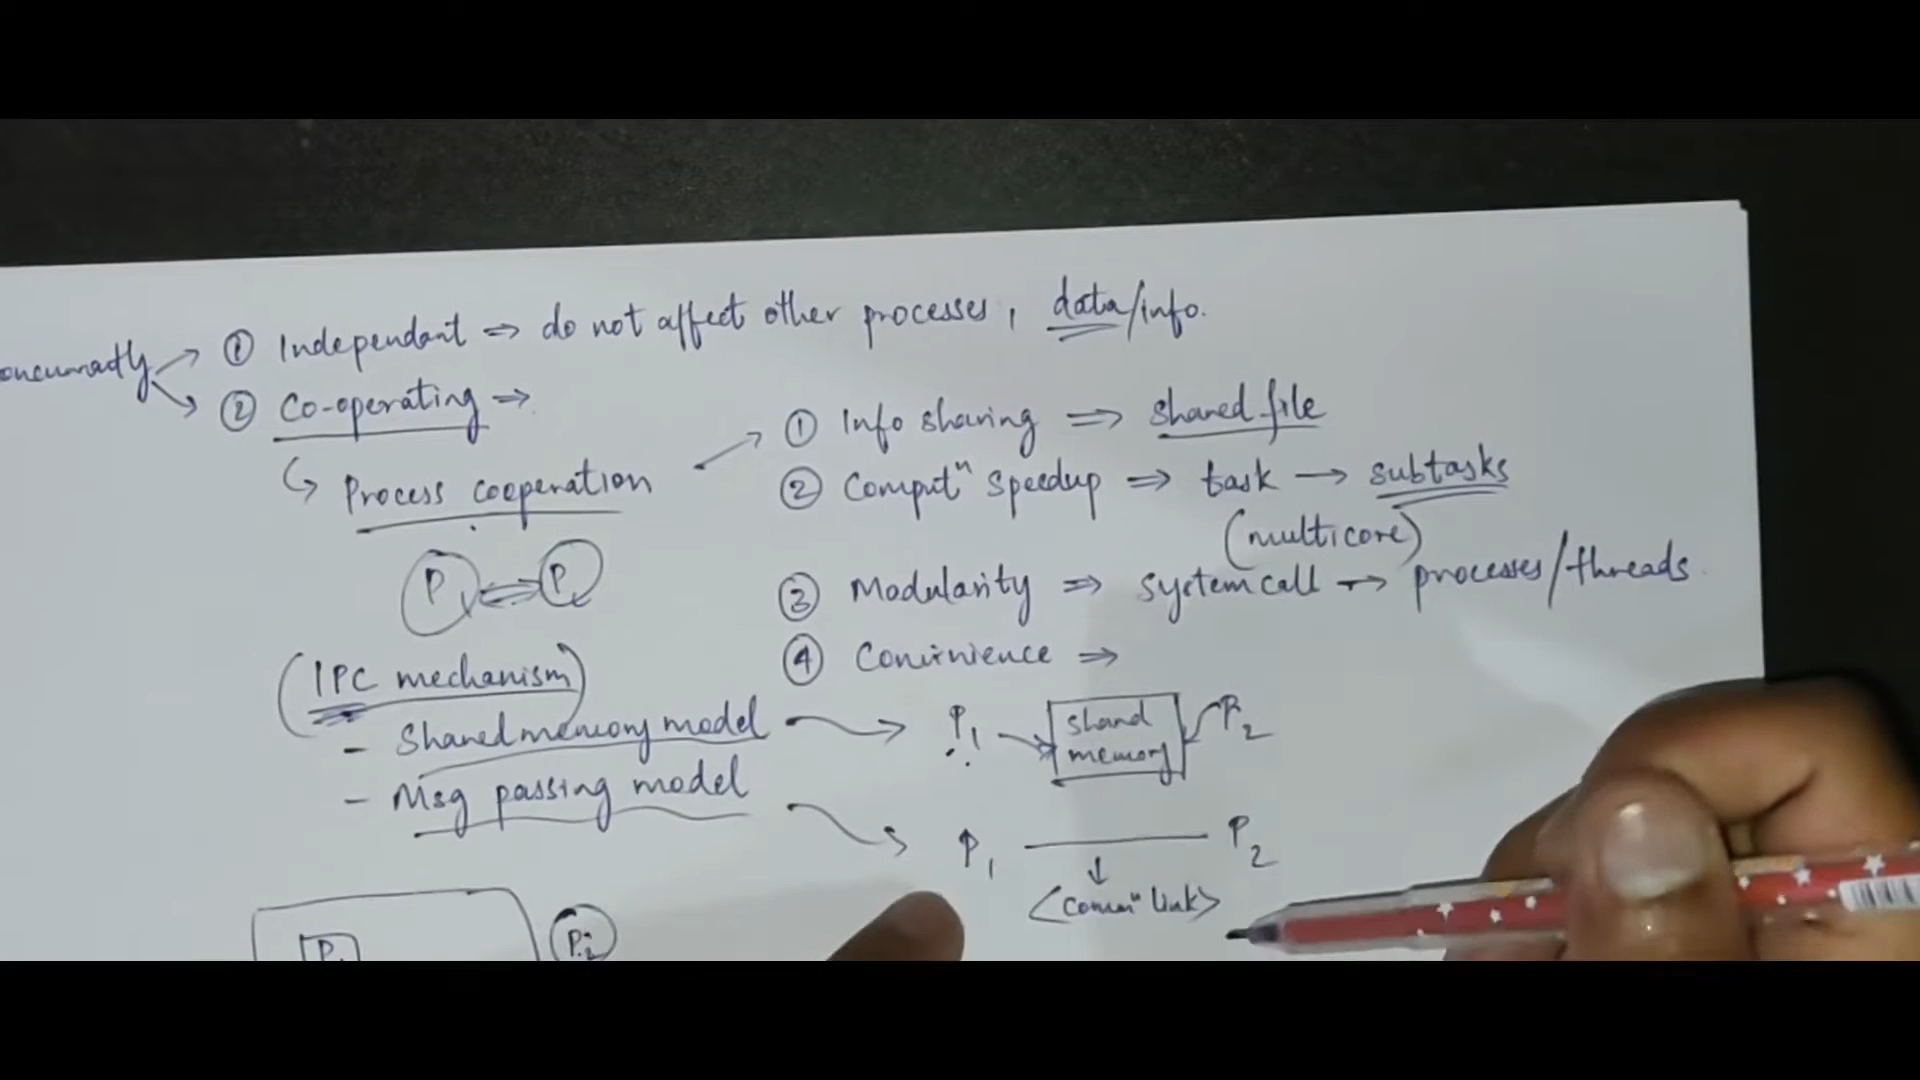 ① Independant ⇒ do not affect other processes, data/info.
② Co-operating ⇒
↳ Process cooperation
P₁ P₂
① Info sharing ⇒ shared file
② Computⁿ speedup ⇒ task → subtasks
(multicore)
③ Modularity ⇒ system call → processes/threads
④ Convinience ⇒
(IPC mechanism)
- Shared memory model
P₁ shared memory P₂
- Msg passing model
P₁ P₂
<commⁿ link>
P₁ P₂